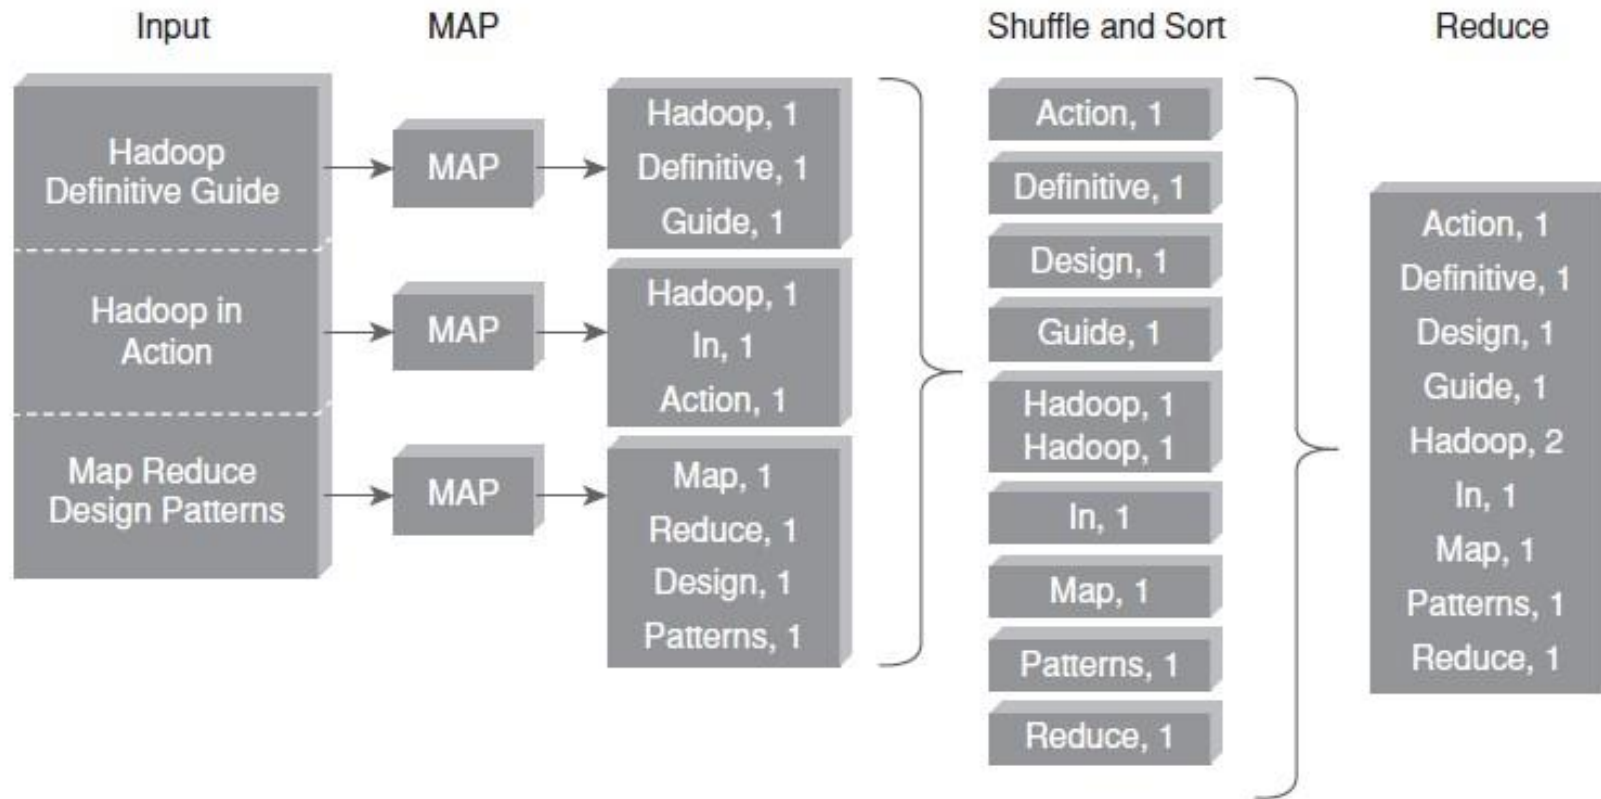 Input
MAP
Shuffle and Sort
Reduce
Hadoop
Definitive Guide
Hadoop in
Action
Map Reduce
Design Patterns
MAP
MAP
MAP
Hadoop, 1
Definitive, 1
Guide, 1
Hadoop, 1
In, 1
Action, 1
Map, 1
Reduce, 1
Design, 1
Patterns, 1
Action, 1
Definitive, 1
Design, 1
Guide, 1
Hadoop, 1
Hadoop, 1
In, 1
Map, 1
Patterns, 1
Reduce, 1
Action, 1
Definitive, 1
Design, 1
Guide, 1
Hadoop, 2
In, 1
Map, 1
Patterns, 1
Reduce, 1